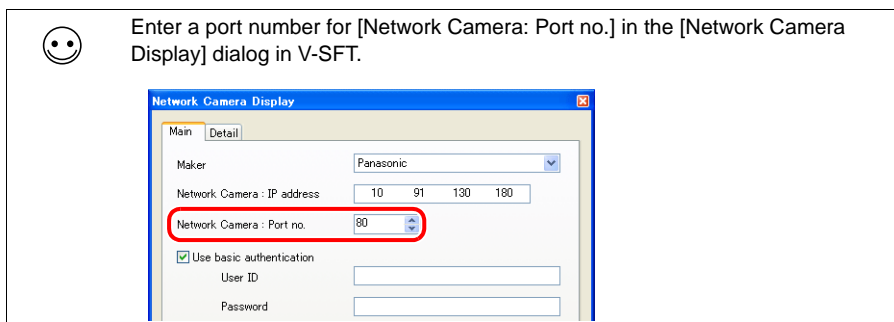 Enter a port number for [Network Camera: Port no.] in the [Network Camera
Display] dialog in V-SFT.
Network Camera Display
Main Detail
Maker Panasonic
Network Camera : IP address 10 91 130 180
Network Camera : Port no. 80
Use basic authentication
User ID
Password